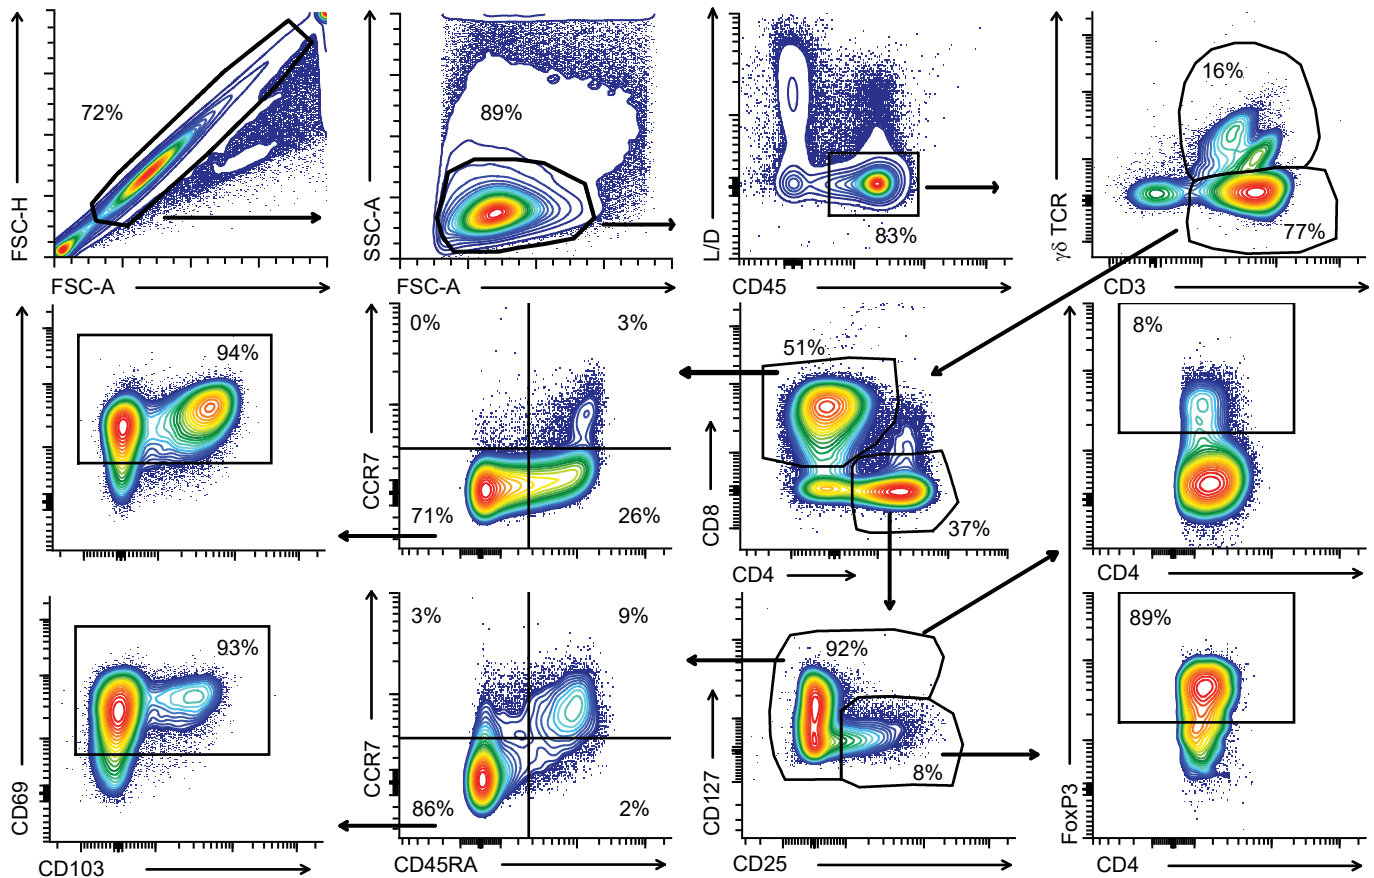 FSC-H
72%
FSC-A
SSC-A
89%
FSC-A
L/D
83%
CD45
γδ TCR
16%
77%
CD3
94%
CCR7
0%
3%
71%
26%
CD8
51%
37%
CD4
8%
CD4
CD69
93%
CD103
CCR7
3%
9%
86%
2%
CD45RA
CD127
92%
8%
CD25
FoxP3
89%
CD4